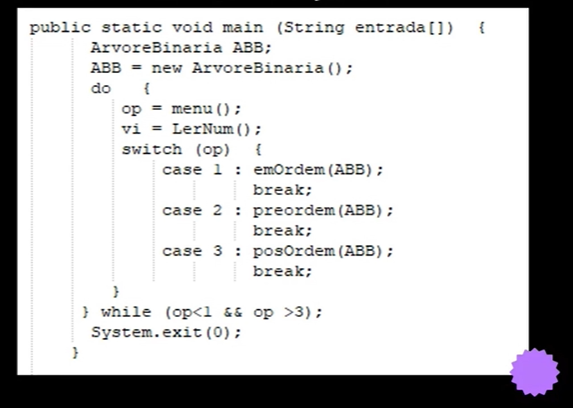 public static void main (String entrada[])  {
ArvoreBinaria ABB;
ABB = new ArvoreBinaria();
do   {
op = menu();
vi = LerNum();
switch (op)  {
case 1 : emOrdem(ABB);
break;
case 2 : preordem(ABB);
break;
case 3 : posOrdem(ABB);
break;
}
} while (op<1 && op >3);
System.exit(0);
}